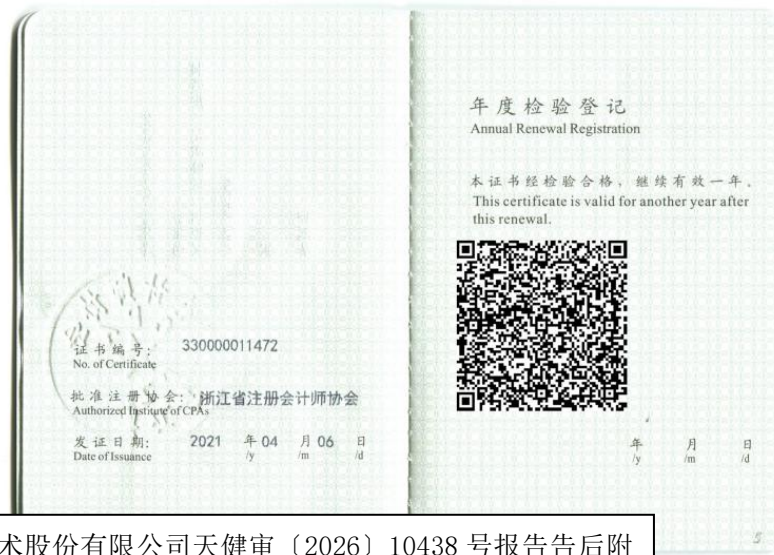 证书编号: 330000011472
No. of Certificate
批准注册协会: 浙江省注册会计师协会
Authorized Institute of CPAs
发证日期: 2021 年 04 月 06 日
Date of Issuance /y /m /d
年度检验登记
Annual Renewal Registration
本证书经检验合格，继续有效一年。
This certificate is valid for another year after
this renewal.
年 月 日
/y /m /d
5
术股份有限公司天健审〔2026〕10438 号报告告后附